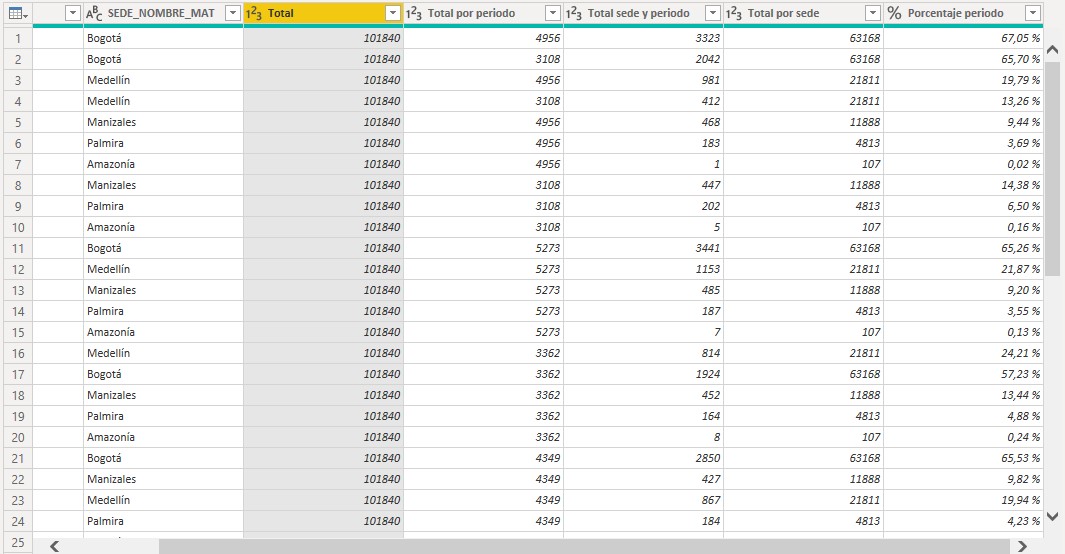 ABC SEDE_NOMBRE_MAT 123 Total 123 Total por periodo 123 Total sede y periodo 123 Total por sede % Porcentaje periodo
1 Bogotá 101840 4956 3323 63168 67,05 %
2 Bogotá 101840 3108 2042 63168 65,70 %
3 Medellín 101840 4956 981 21811 19,79 %
4 Medellín 101840 3108 412 21811 13,26 %
5 Manizales 101840 4956 468 11888 9,44 %
6 Palmira 101840 4956 183 4813 3,69 %
7 Amazonía 101840 4956 1 107 0,02 %
8 Manizales 101840 3108 447 11888 14,38 %
9 Palmira 101840 3108 202 4813 6,50 %
10 Amazonía 101840 3108 5 107 0,16 %
11 Bogotá 101840 5273 3441 63168 65,26 %
12 Medellín 101840 5273 1153 21811 21,87 %
13 Manizales 101840 5273 485 11888 9,20 %
14 Palmira 101840 5273 187 4813 3,55 %
15 Amazonía 101840 5273 7 107 0,13 %
16 Medellín 101840 3362 814 21811 24,21 %
17 Bogotá 101840 3362 1924 63168 57,23 %
18 Manizales 101840 3362 452 11888 13,44 %
19 Palmira 101840 3362 164 4813 4,88 %
20 Amazonía 101840 3362 8 107 0,24 %
21 Bogotá 101840 4349 2850 63168 65,53 %
22 Manizales 101840 4349 427 11888 9,82 %
23 Medellín 101840 4349 867 21811 19,94 %
24 Palmira 101840 4349 184 4813 4,23 %
25